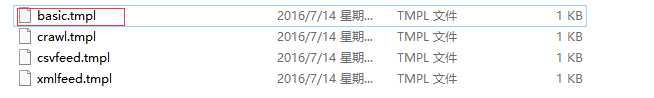 basic.tmpl 2016/7/14 星期... TMPL 文件 1 KB
crawl.tmpl 2016/7/14 星期... TMPL 文件 1 KB
csvfeed.tmpl 2016/7/14 星期... TMPL 文件 1 KB
xmlfeed.tmpl 2016/7/14 星期... TMPL 文件 1 KB